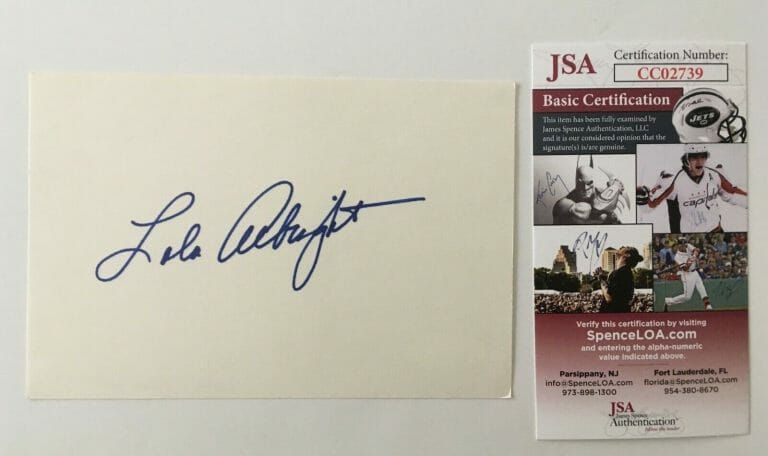 Lola Albright
JSA
Certification Number:
CC02739
Basic Certification
This item has been fully examined by
James Spence Authentication, LLC
and it is our considered opinion that the
signature(s) is/are genuine.
JETS
capitals
Verify this certification by visiting
SpenceLOA.com
and entering the alpha-numeric
value indicated above.
Parsippany, NJ
info@SpenceLOA.com
973-898-1300
Fort Lauderdale, FL
florida@SpenceLOA.com
954-380-8670
JSA
James Spence
Authentication